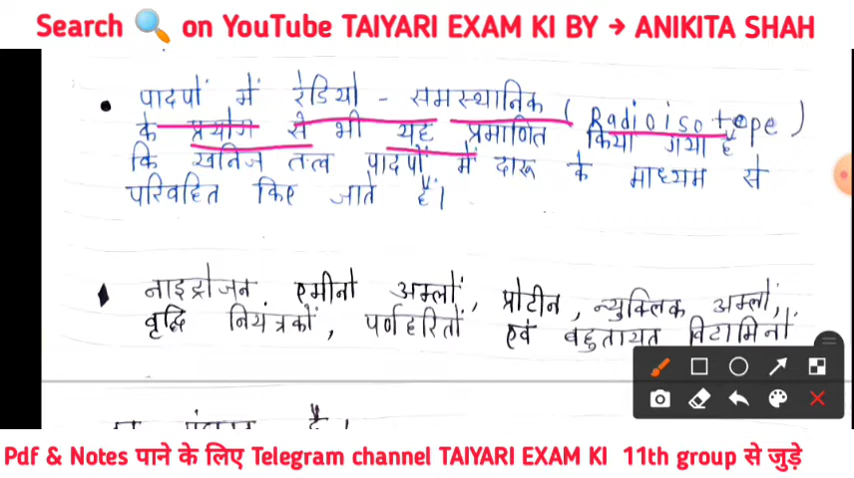 Search 🔍 on YouTube TAIYARI EXAM KI BY → ANIKITA SHAH
• पादपों में रेडियो - समस्थानिक ( Radioisotope )
के प्रयोग से भी यह प्रमाणित किया गया है
कि खनिज तत्व पादपों में दारू के माध्यम से
परिवहित किए जाते हैं।
♦ नाइट्रोजन, एमीनो अम्लों, प्रोटीन, न्युक्लिक अम्लों,
वृद्धि नियत्रकों, पर्णहरितों एवं बहुतायत विटामिनों
Pdf & Notes पाने के लिए Telegram channel TAIYARI EXAM KI 11th group से जुड़े